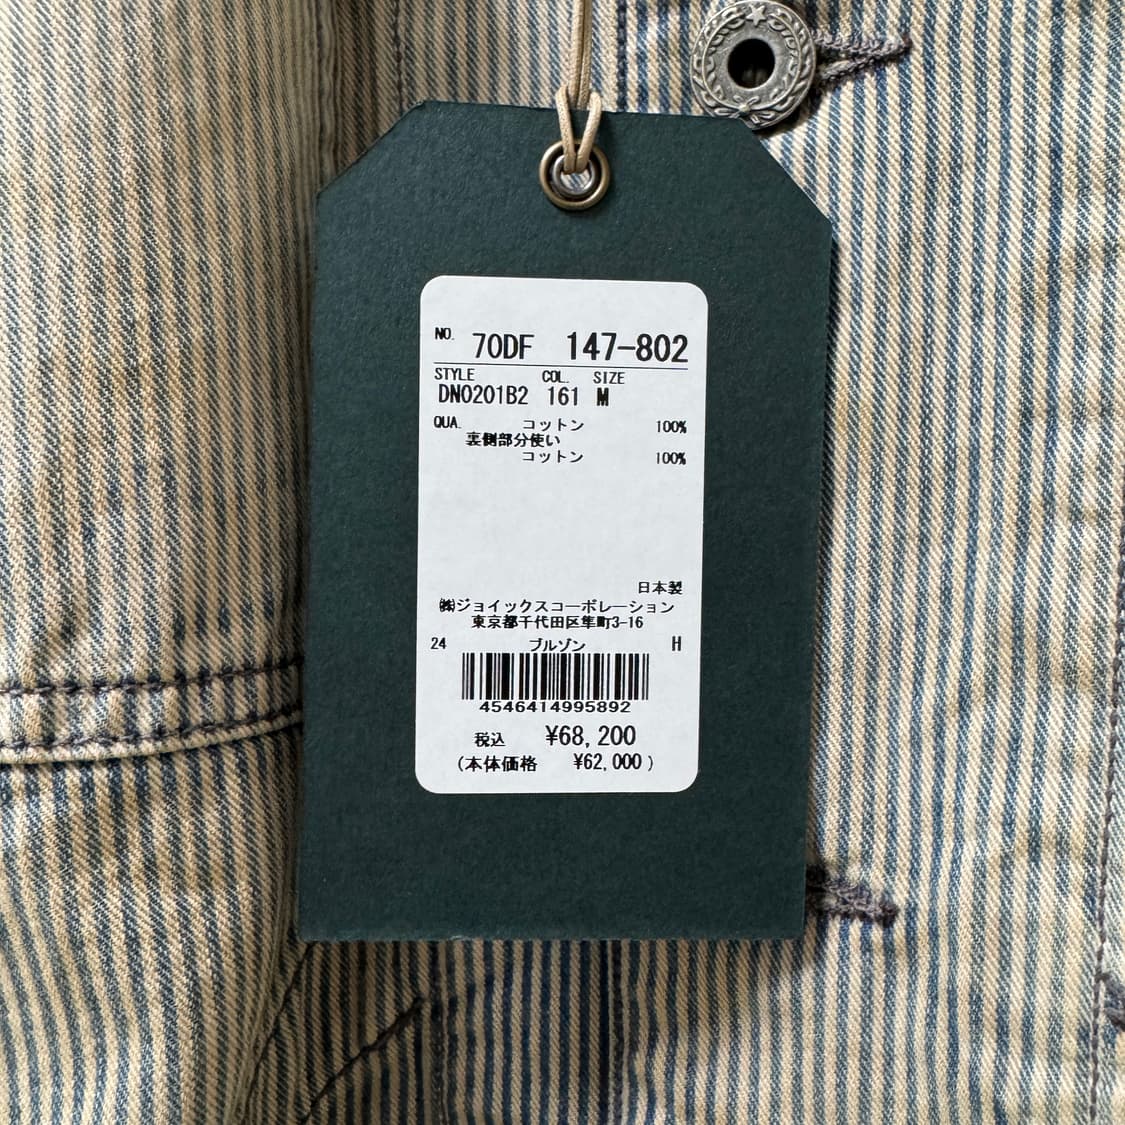 NO. 70DF 147-802
STYLE COL. SIZE
DN0201B2 161 M
QUA. コットン 100%
裏側部分使い
コットン 100%
日本製
㈱ジョイックスコーポレーション
東京都千代田区隼町3-16
24 ブルゾン H
4546414995892
税込 ¥68,200
(本体価格 ¥62,000)